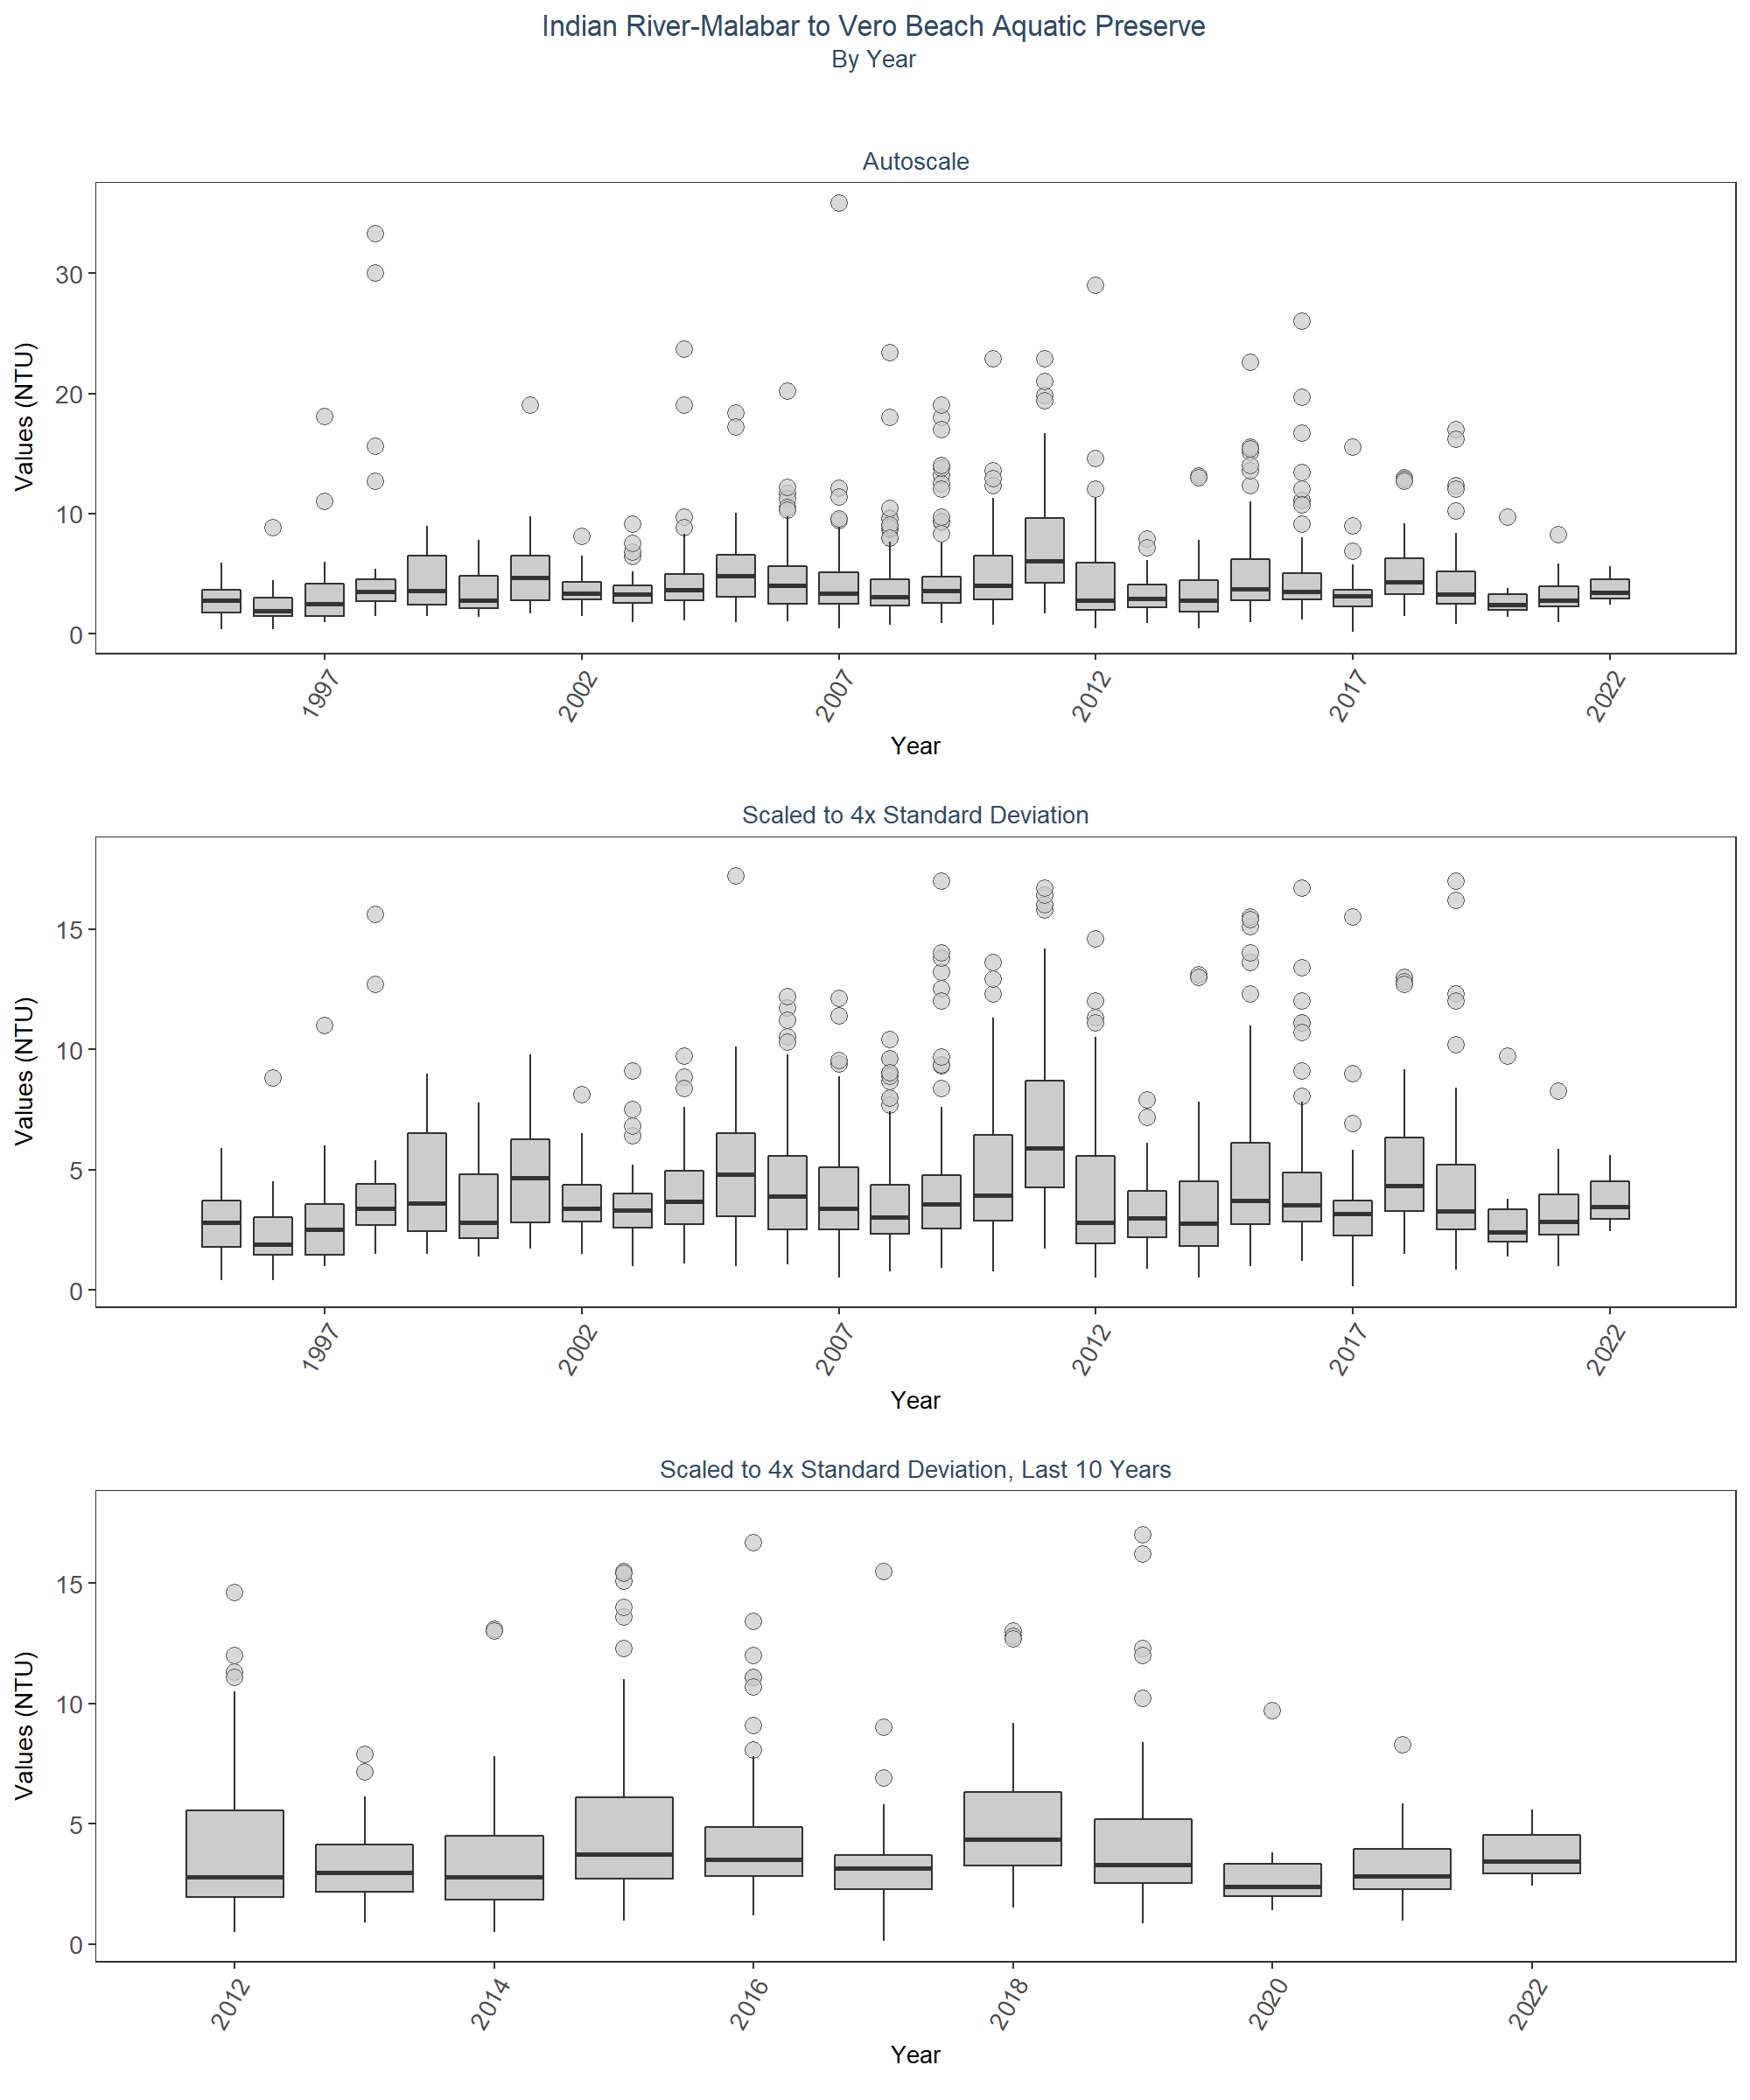 Indian River-Malabar to Vero Beach Aquatic Preserve
By Year
Autoscale
Values (NTU)
30
20
10
0
1997 2002 2007 2012 2017 2022
Year
Scaled to 4x Standard Deviation
Values (NTU)
15
10
5
0
1997 2002 2007 2012 2017 2022
Year
Scaled to 4x Standard Deviation, Last 10 Years
Values (NTU)
15
10
5
0
2012 2014 2016 2018 2020 2022
Year